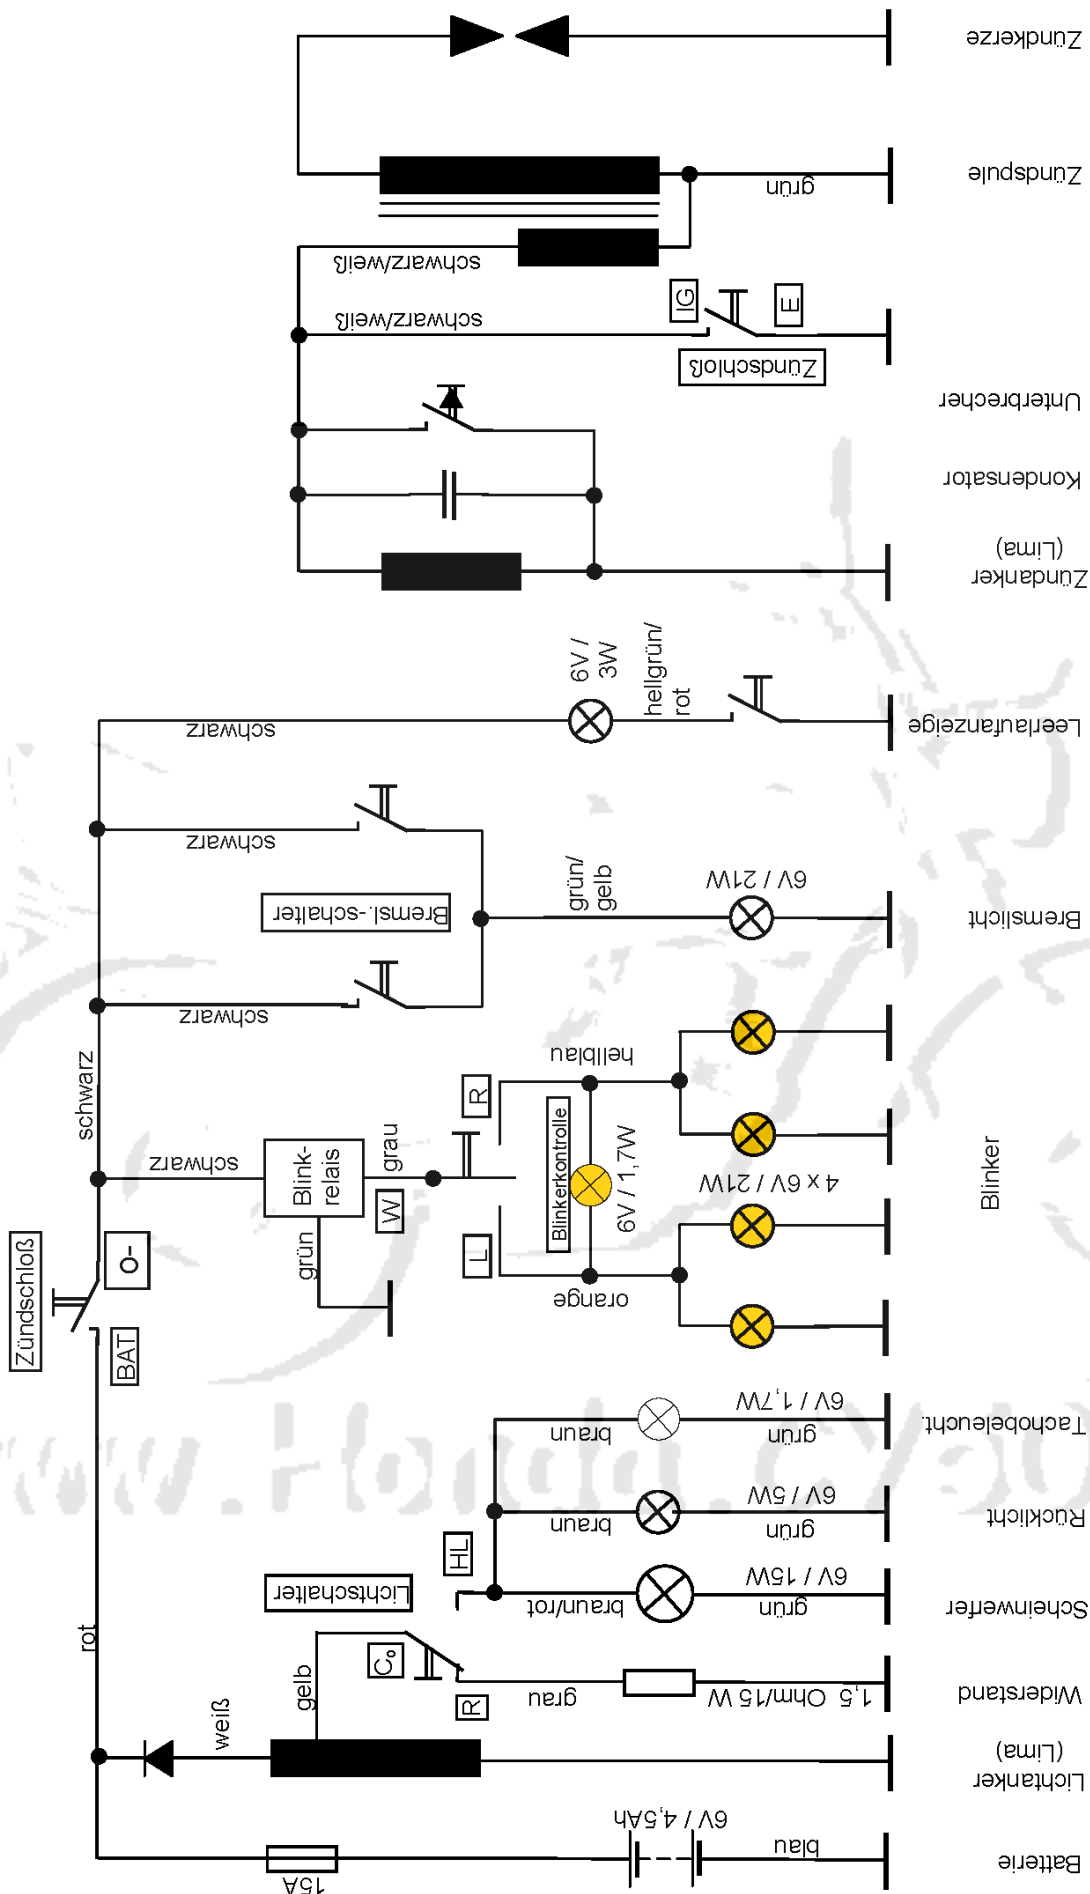 Zündkerze
Zündspule
grün
schwarz/weiß
schwarz/weiß
IG
E
Zündschloß
Unterbrecher
Kondensator
Zündanker
(Lima)
6V /
3W
hellgrün/
rot
schwarz
Leerlaufanzeige
schwarz
Bremsl.-schalter
grün/
gelb
6V / 21W
Bremslicht
schwarz
schwarz
hellblau
R
schwarz
Blink-
relais
grau
W
grün
L
Blinkerkontrolle
6V / 1,7W
4 x 6V / 21W
Blinker
orange
Zündschloß
O-
BAT
braun
6V / 1,7W
grün
Tachobeleucht.
braun
6V / 5W
grün
Rücklicht
HL
Lichtschalter
braun/rot
6V / 15W
grün
Scheinwerfer
rot
gelb
C₀
R
grau
1,5 Ohm/15 W
Widerstand
weiß
Lichtanker
(Lima)
15A
6V / 4,5Ah
blau
Batterie
www.Honda.CY50